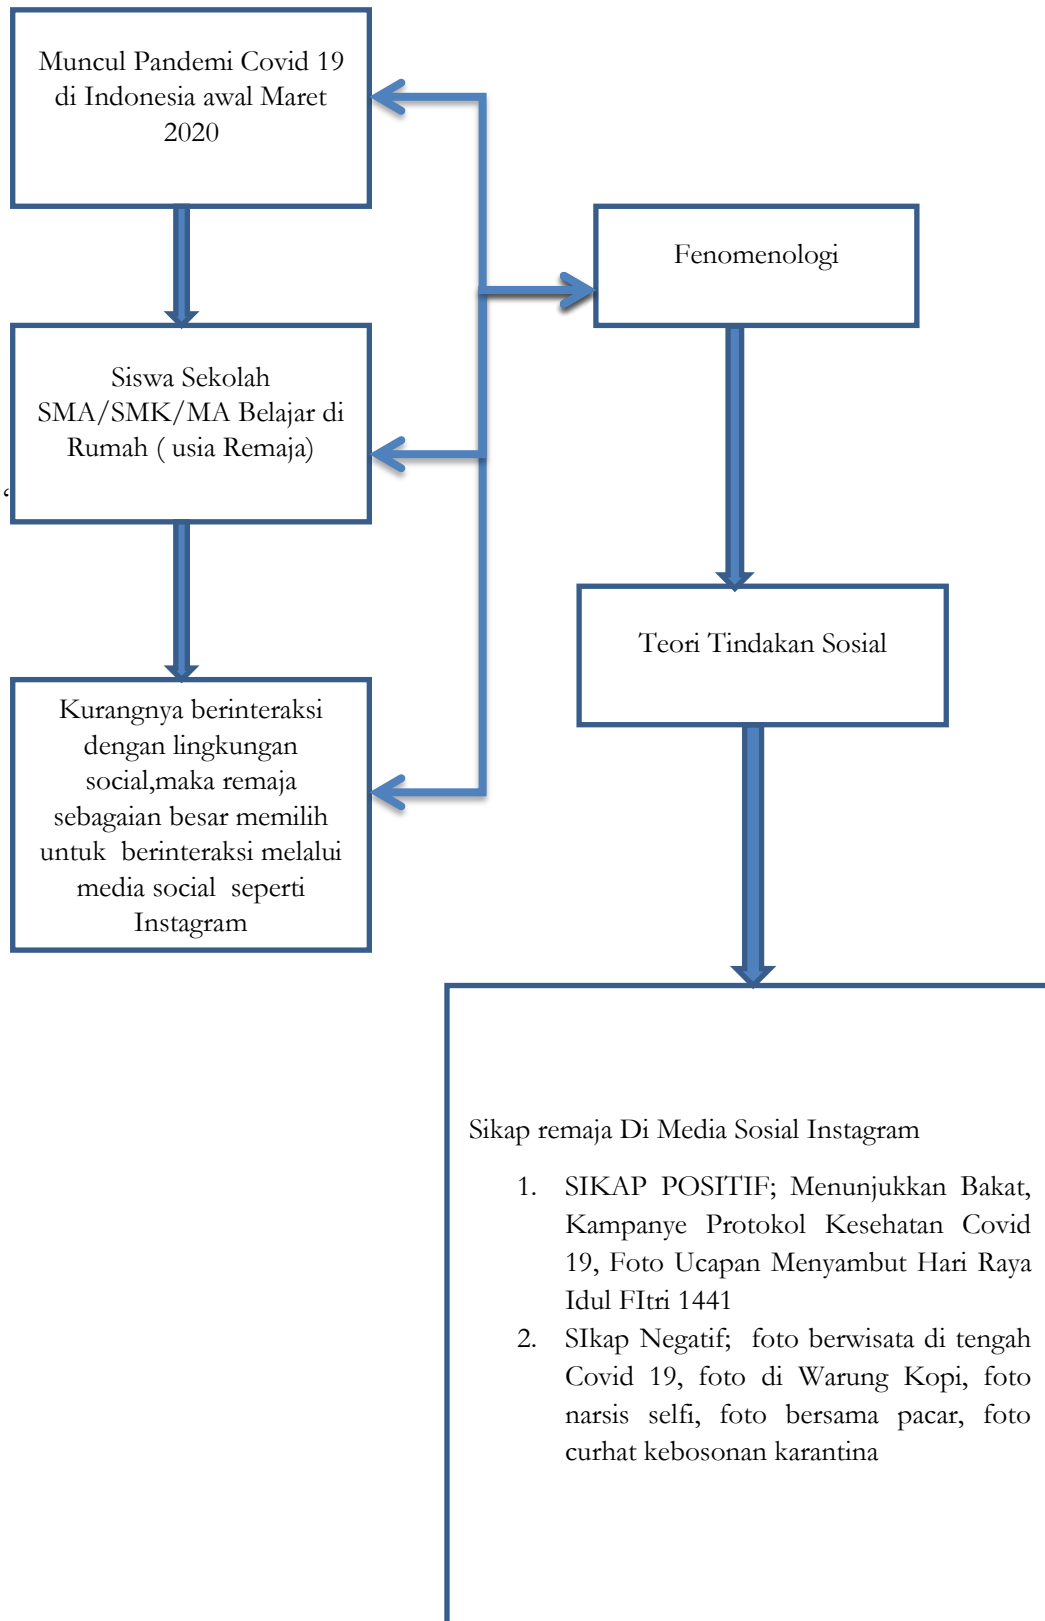 Muncul Pandemi Covid 19
di Indonesia awal Maret
2020
Fenomenologi
Siswa Sekolah
SMA/SMK/MA Belajar di
Rumah ( usia Remaja)
“
Teori Tindakan Sosial
Kurangnya berinteraksi
dengan lingkungan
social,maka remaja
sebagaian besar memilih
untuk berinteraksi melalui
media social seperti
Instagram
Sikap remaja Di Media Sosial Instagram
1. SIKAP POSITIF; Menunjukkan Bakat,
Kampanye Protokol Kesehatan Covid
19, Foto Ucapan Menyambut Hari Raya
Idul FItri 1441
2. SIkap Negatif; foto berwisata di tengah
Covid 19, foto di Warung Kopi, foto
narsis selfi, foto bersama pacar, foto
curhat kebosonan karantina